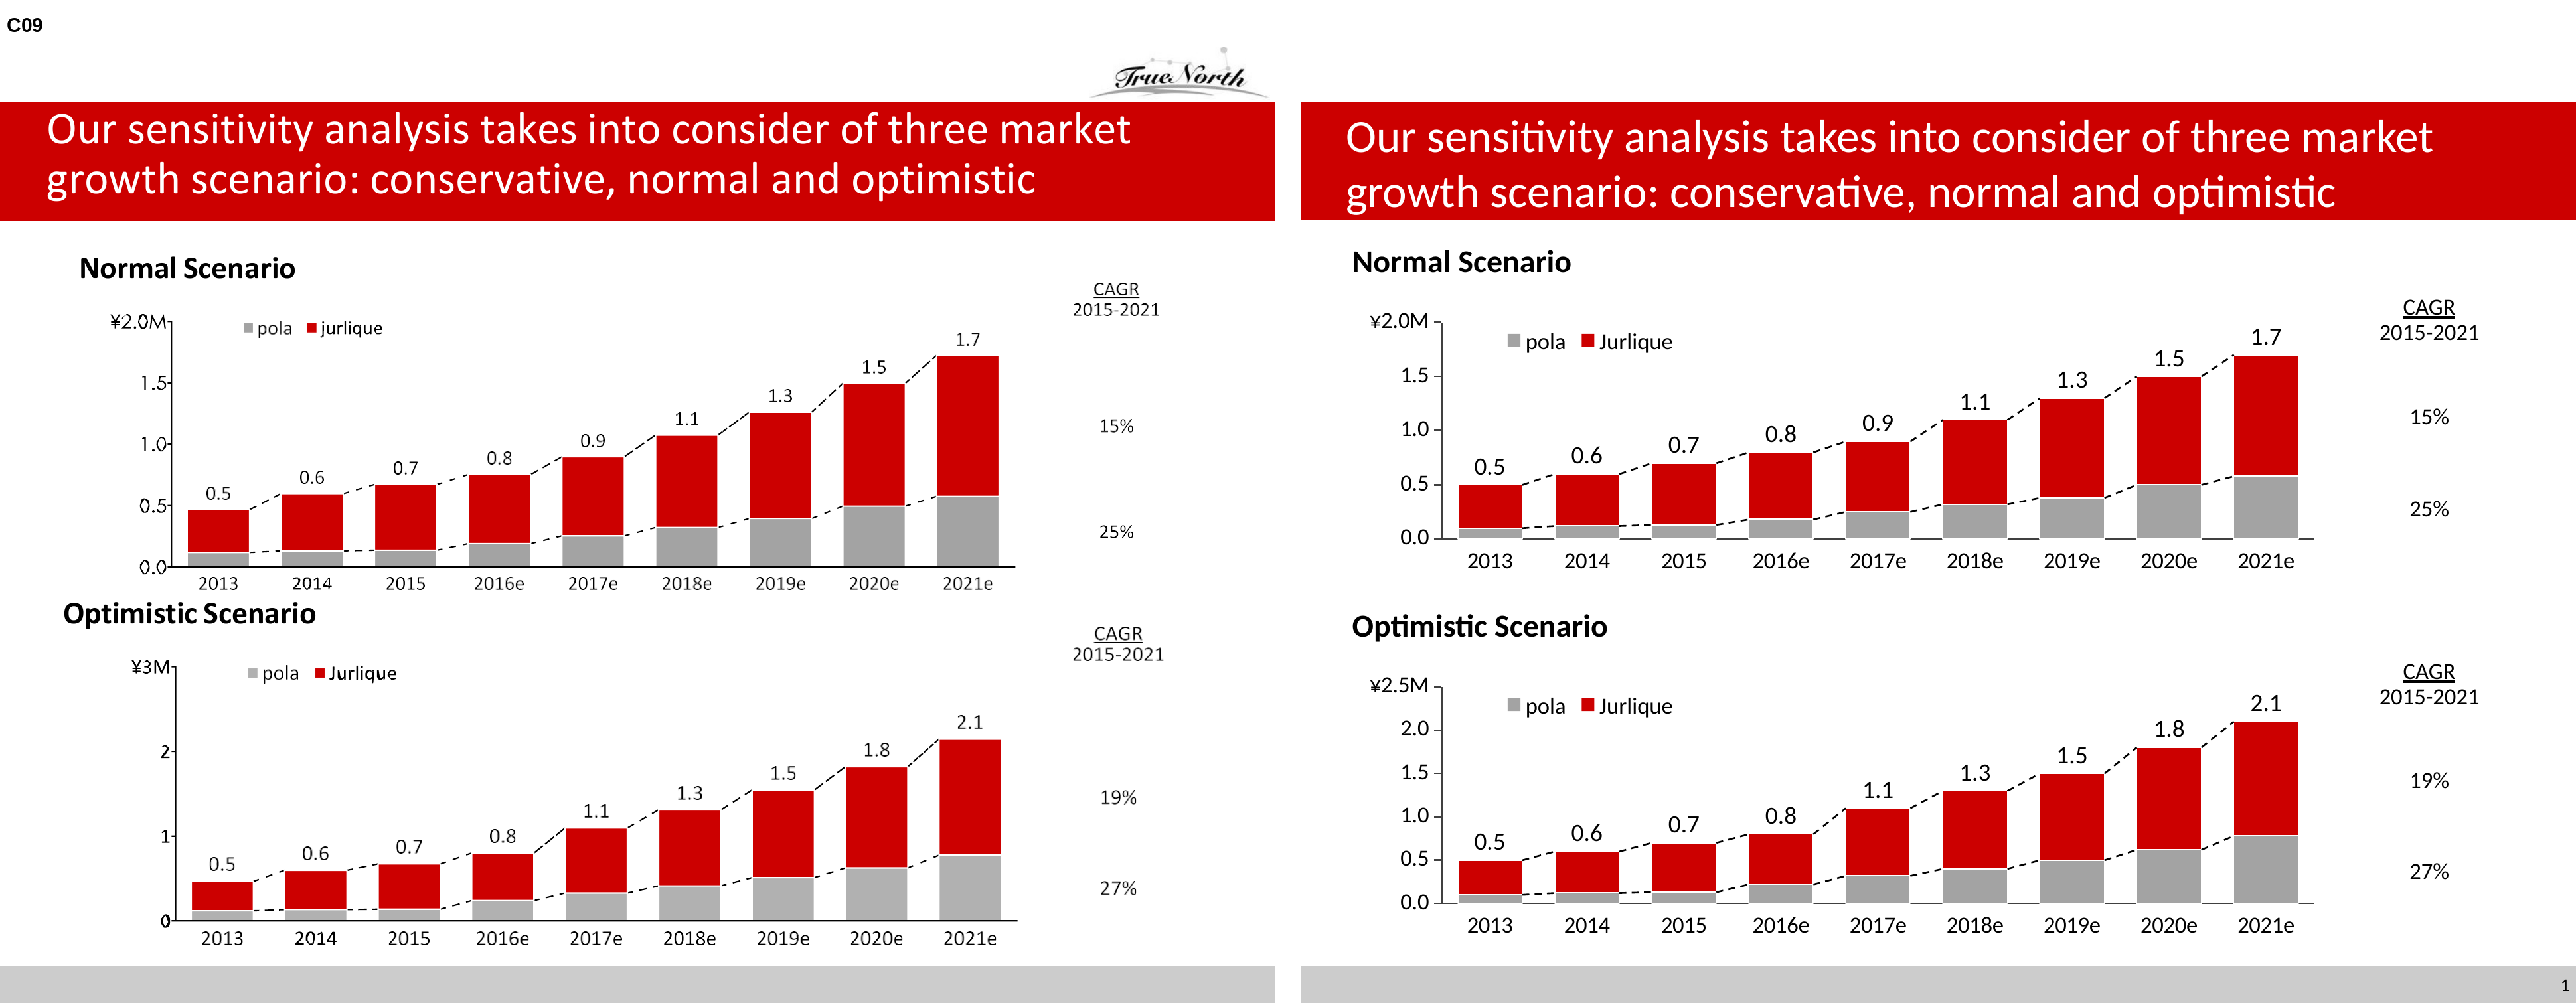 C09
TrueNorth
Our sensitivity analysis takes into consider of three market
growth scenario: conservative, normal and optimistic
Normal Scenario
CAGR
2015-2021
¥2.0M
pola jurlique
1.5
1.0
0.5
0.0
0.5 0.6 0.7 0.8 0.9 1.1 1.3 1.5 1.7
15%
25%
2013 2014 2015 2016e 2017e 2018e 2019e 2020e 2021e
Optimistic Scenario
CAGR
2015-2021
¥3M
pola Jurlique
2
1
0
0.5 0.6 0.7 0.8 1.1 1.3 1.5 1.8 2.1
19%
27%
2013 2014 2015 2016e 2017e 2018e 2019e 2020e 2021e
Our sensitivity analysis takes into consider of three market
growth scenario: conservative, normal and optimistic
Normal Scenario
CAGR
2015-2021
¥2.0M
pola Jurlique
1.5
1.0
0.5
0.0
0.5 0.6 0.7 0.8 0.9 1.1 1.3 1.5 1.7
15%
25%
2013 2014 2015 2016e 2017e 2018e 2019e 2020e 2021e
Optimistic Scenario
CAGR
2015-2021
¥2.5M
pola Jurlique
2.0
1.5
1.0
0.5
0.0
0.5 0.6 0.7 0.8 1.1 1.3 1.5 1.8 2.1
19%
27%
2013 2014 2015 2016e 2017e 2018e 2019e 2020e 2021e
1